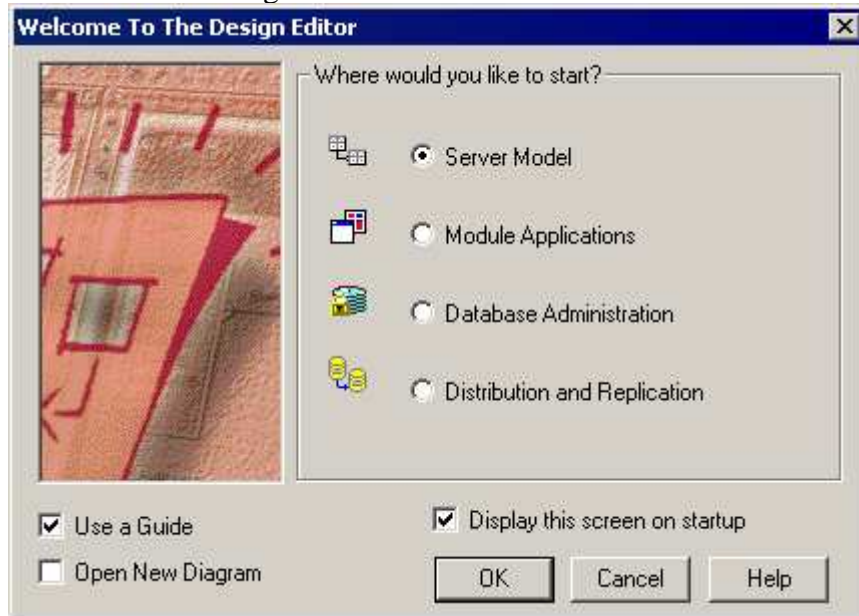 Welcome To The Design Editor
Where would you like to start?
Server Model
Module Applications
Database Administration
Distribution and Replication
Use a Guide
Display this screen on startup
Open New Diagram
OK
Cancel
Help